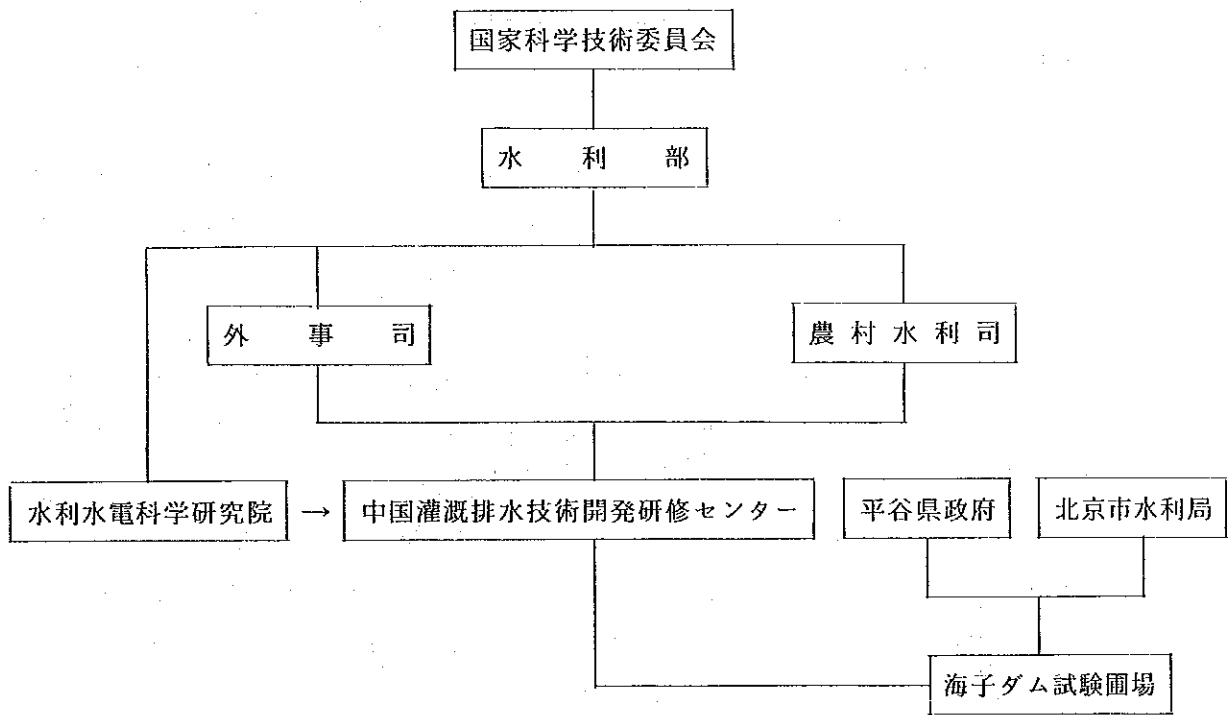 国家科学技術委員会
水利部
外事司
農村水利司
水利水電科学研究院 → 中国灌漑排水技術開発研修センター
平谷県政府
北京市水利局
海子ダム試験圃場